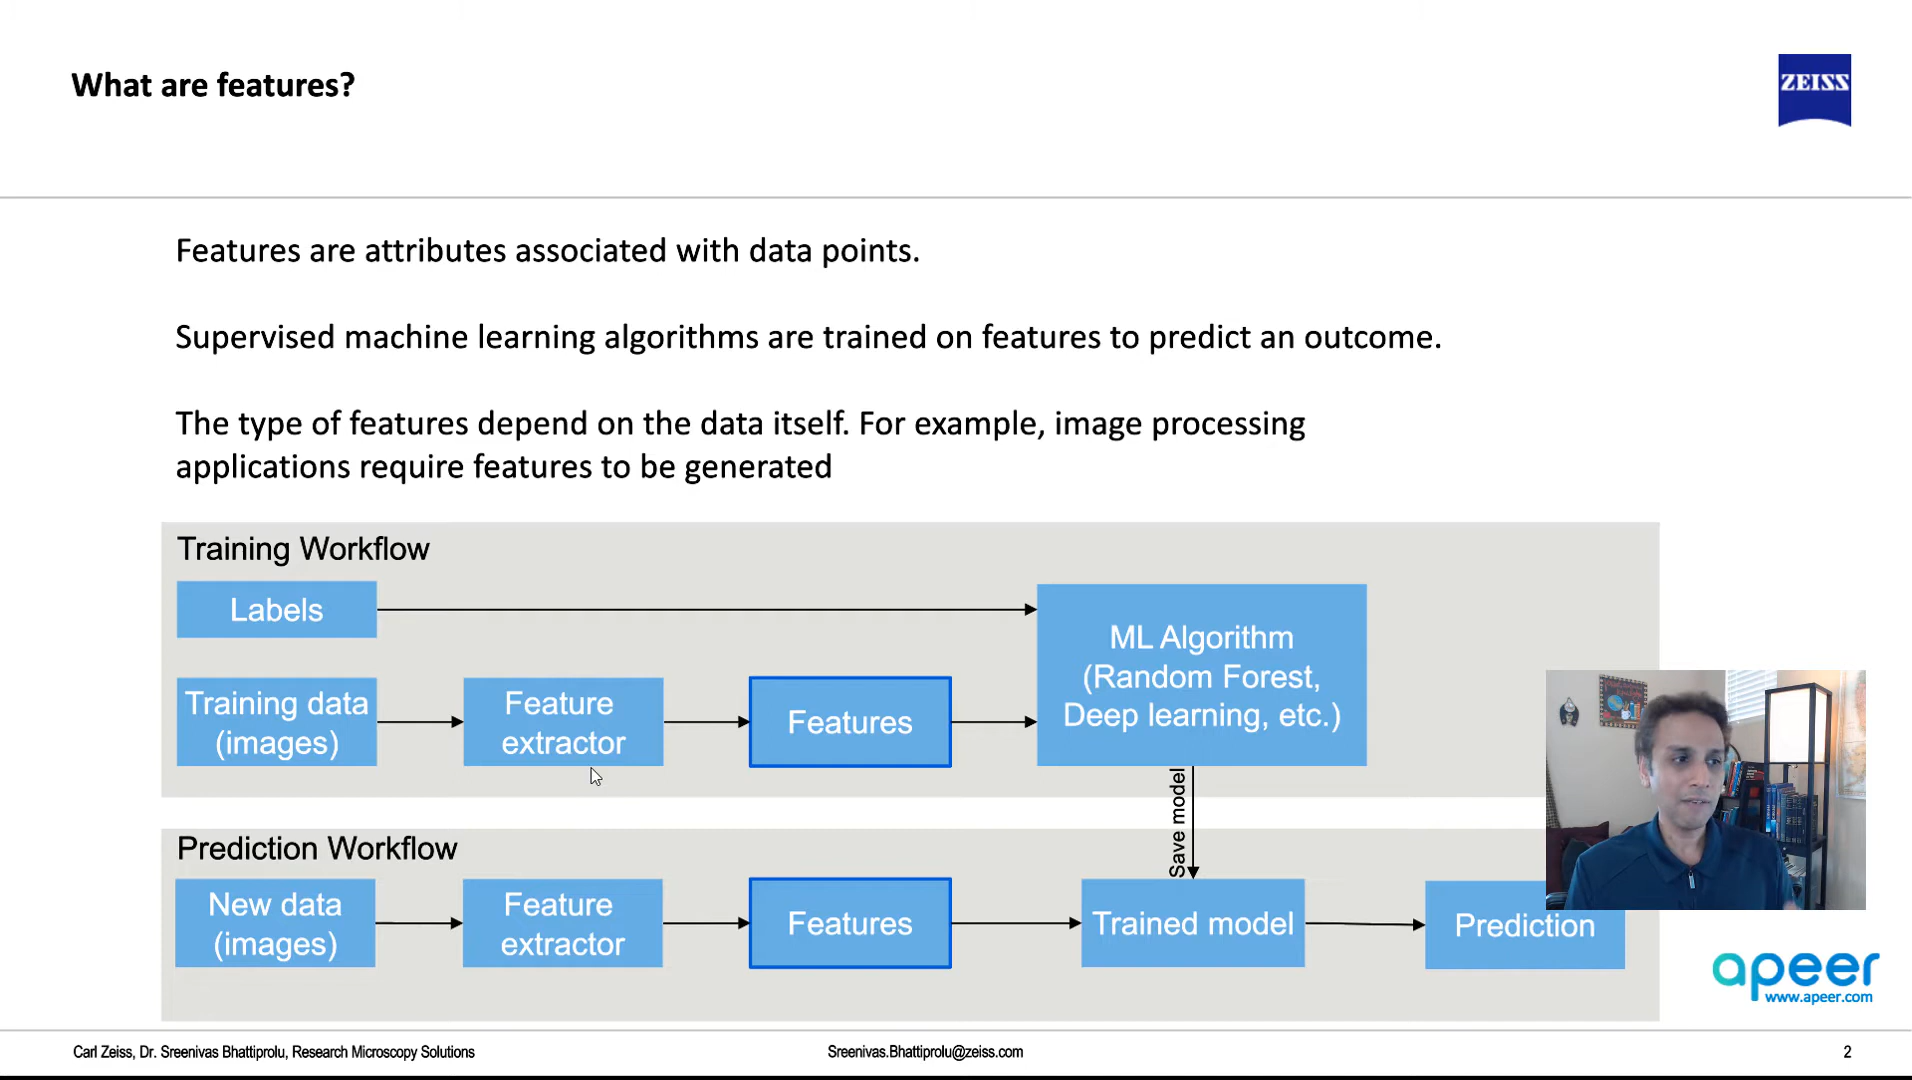 What are features?
ZEISS
Features are attributes associated with data points.
Supervised machine learning algorithms are trained on features to predict an outcome.
The type of features depend on the data itself. For example, image processing
applications require features to be generated
Training Workflow
Labels
Training data
(images)
Feature
extractor
Features
ML Algorithm
(Random Forest,
Deep learning, etc.)
Save model
Prediction Workflow
New data
(images)
Feature
extractor
Features
Trained model
Prediction
apeer
www.apeer.com
Carl Zeiss, Dr. Sreenivas Bhattiprolu, Research Microscopy Solutions
Sreenivas.Bhattiprolu@zeiss.com
2